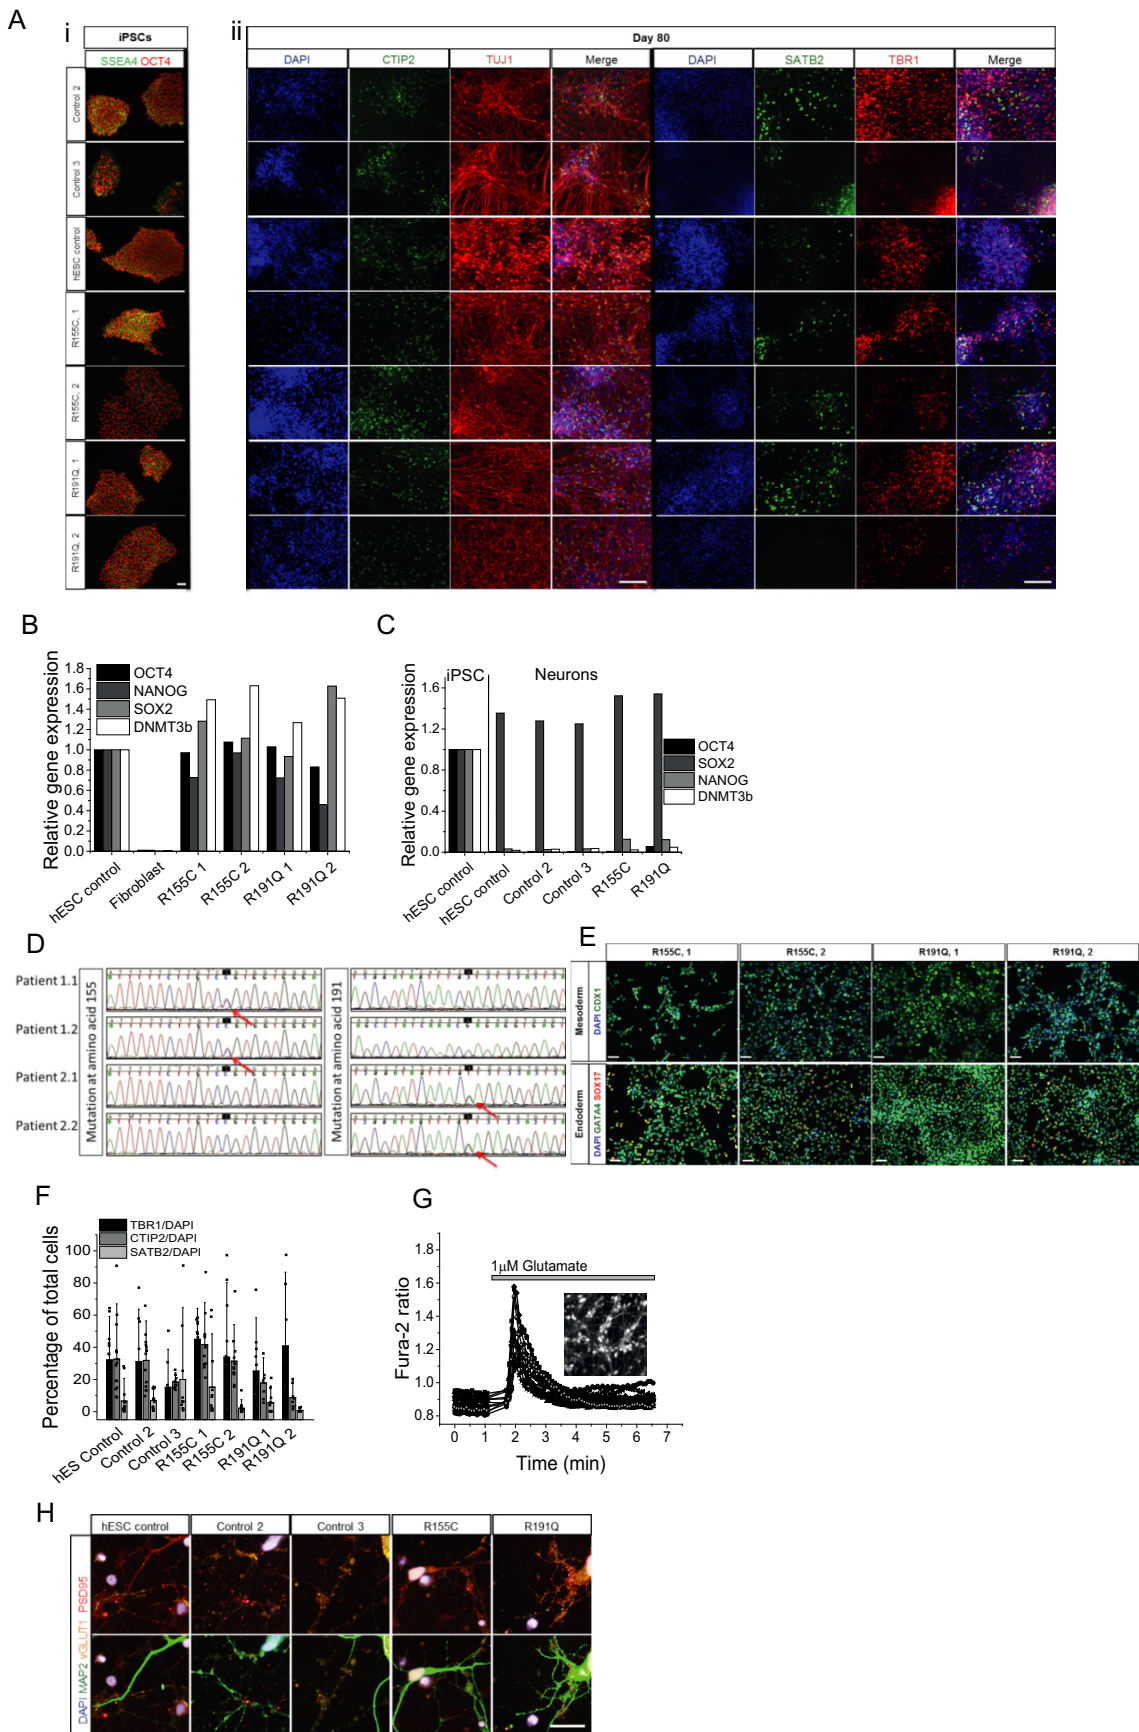 A
i
iPSCs
SSEA4 OCT4
Control 2
Control 3
hESC control
R155C, 1
R155C, 2
R191Q, 1
R191Q, 2
ii
Day 80
DAPI CTIP2 TUJ1 Merge DAPI SATB2 TBR1 Merge
B
Relative gene expression
1.8
1.6
1.4
1.2
1.0
0.8
0.6
0.4
0.2
0.0
OCT4
NANOG
SOX2
DNMT3b
hESC control
Fibroblast
R155C 1
R155C 2
R191Q 1
R191Q 2
C
Relative gene expression
iPSC Neurons
1.6
1.2
0.8
0.4
0.0
OCT4
SOX2
NANOG
DNMT3b
hESC control
hESC control
Control 2
Control 3
R155C
R191Q
D
Patient 1.1
1.2
Patient 2.1
Patient 2.2
Mutation at amino acid 155
Mutation at amino acid 191
E
R155C, 1 R155C, 2 R191Q, 1 R191Q, 2
Mesoderm
DAPI CDX1
Endoderm
DAPI GATA4 SOX17
F
Percentage of total cells
TBR1/DAPI
CTIP2/DAPI
SATB2/DAPI
100
80
60
40
20
0
hES Control
Control 2
Control 3
R155C 1
R155C 2
R191Q 1
R191Q 2
G
1μM Glutamate
Fura-2 ratio
1.6
1.4
1.2
1.0
0.8
0 1 2 3 4 5 6 7
Time (min)
H
hESC control Control 2 Control 3 R155C R191Q
DAPI MAP2 vGLUT1 PSD95